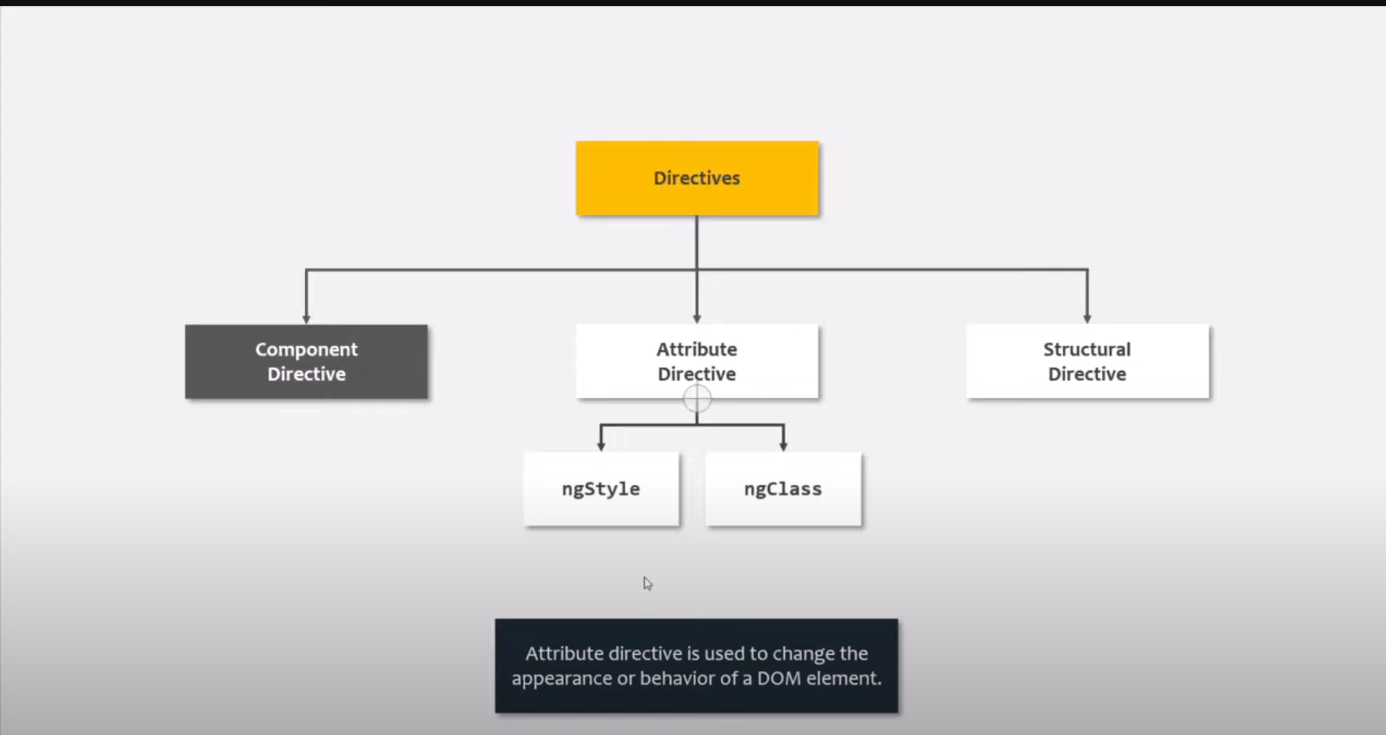 Directives
Component
Directive
Attribute
Directive
Structural
Directive
ngStyle
ngClass
Attribute directive is used to change the
appearance or behavior of a DOM element.